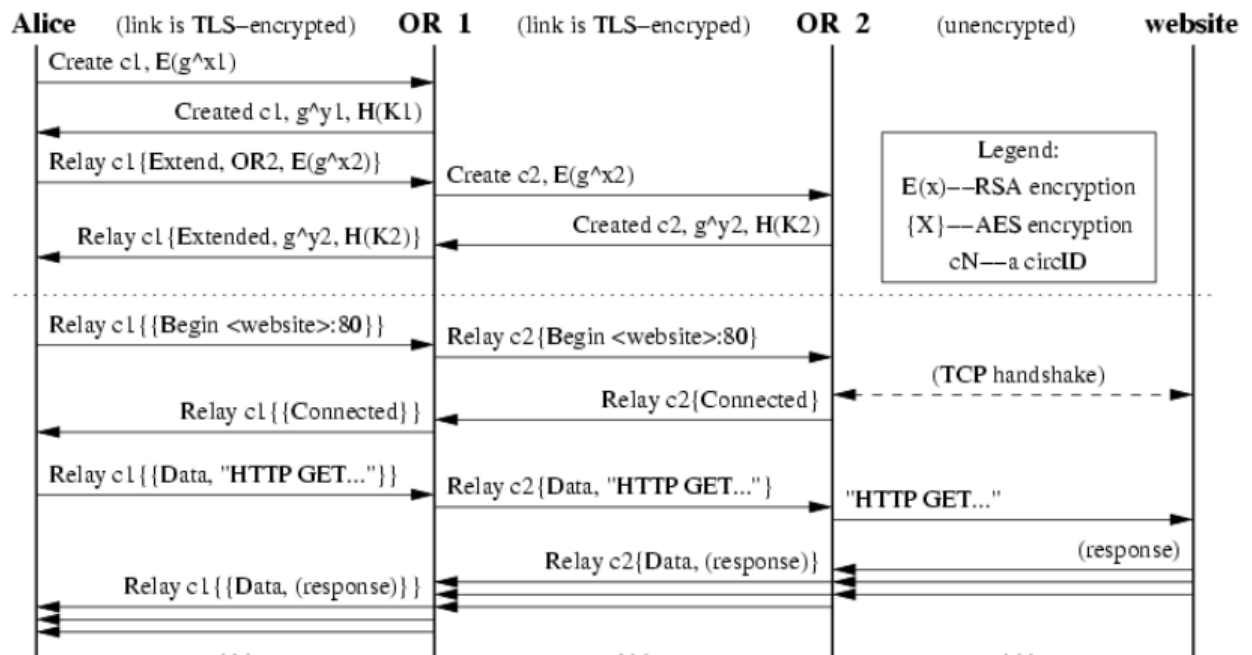 Alice (link is TLS–encrypted) OR 1 (link is TLS–encryped) OR 2 (unencrypted) website
Create c1, E(g^x1)
Created c1, g^y1, H(K1)
Relay c1{Extend, OR2, E(g^x2)}
Create c2, E(g^x2)
Created c2, g^y2, H(K2)
Relay c1{Extended, g^y2, H(K2)}
Legend:
E(x)––RSA encryption
{X}––AES encryption
cN––a circID
Relay c1{{Begin <website>:80}}
Relay c2{Begin <website>:80}
(TCP handshake)
Relay c2{Connected}
Relay c1{{Connected}}
Relay c1{{Data, "HTTP GET..."}}
Relay c2{Data, "HTTP GET..."}
"HTTP GET..."
(response)
Relay c2{Data, (response)}
Relay c1{{Data, (response)}}